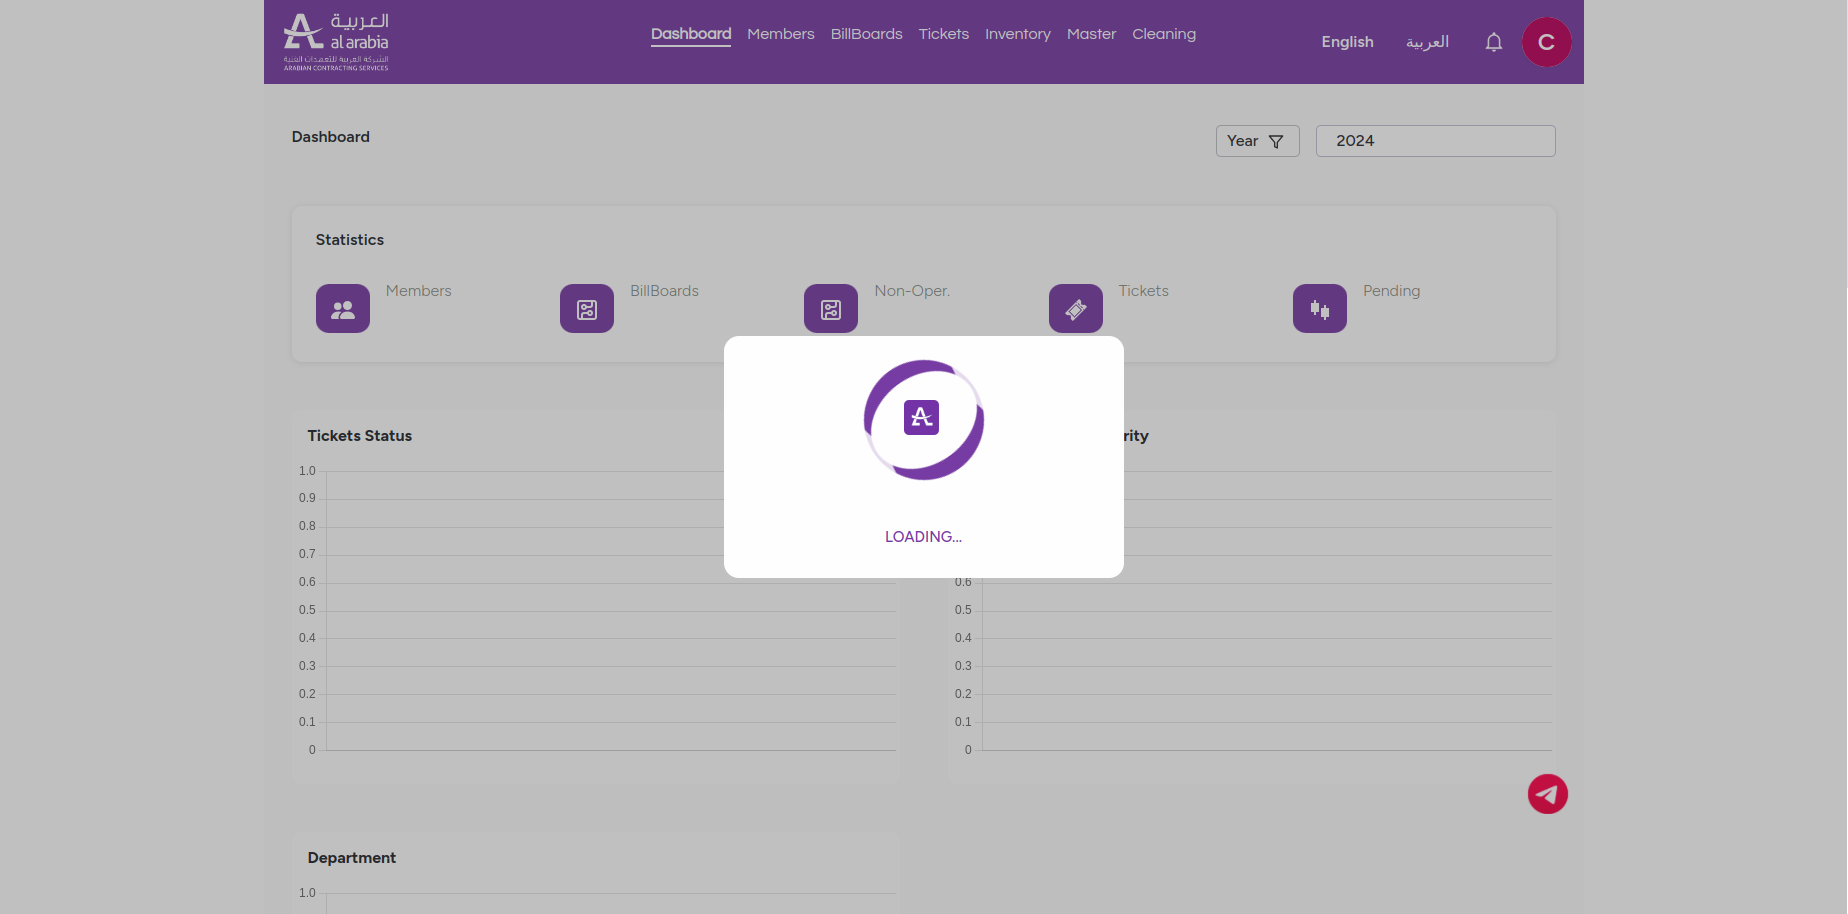 العربية
al arabia
الشركة العربية للتعهدات الفنية
ARABIAN CONTRACTING SERVICES
Dashboard Members BillBoards Tickets Inventory Master Cleaning
English العربية C
Dashboard
Year 2024
Statistics
Members BillBoards Non-Oper. Tickets Pending
LOADING...
Tickets Status
1.0
0.9
0.8
0.7
0.6
0.5
0.4
0.3
0.2
0.1
0
rity
0.6
0.5
0.4
0.3
0.2
0.1
0
Department
1.0